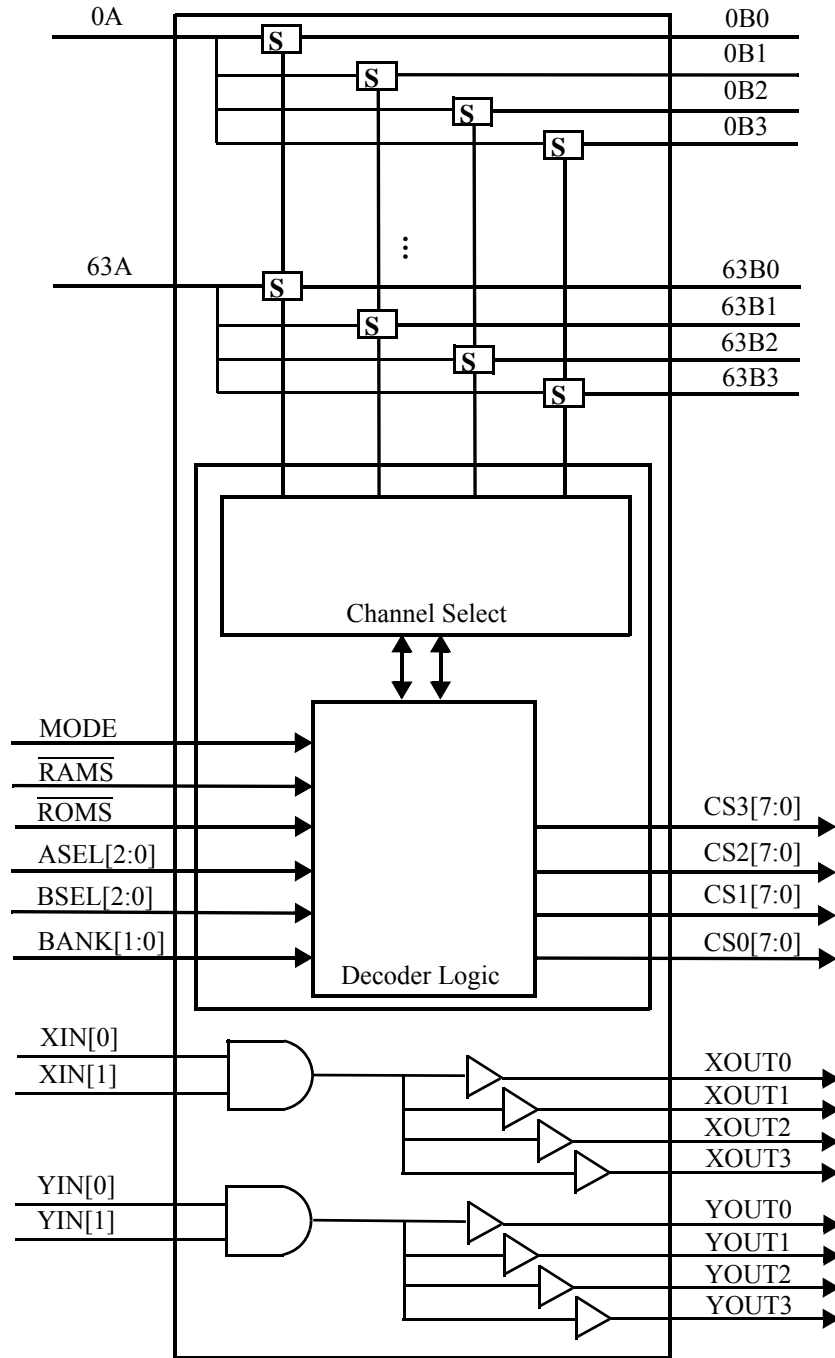 0A 0B0
S
0B1
S
0B2
S
0B3
S
...
63A 63B0
S
63B1
S
63B2
S
63B3
S
Channel Select
MODE
R̅A̅M̅S̅
R̅O̅M̅S̅ CS3[7:0]
ASEL[2:0] CS2[7:0]
BSEL[2:0] CS1[7:0]
BANK[1:0] CS0[7:0]
Decoder Logic
XIN[0] XOUT0
XIN[1] XOUT1
XOUT2
XOUT3
YIN[0] YOUT0
YIN[1] YOUT1
YOUT2
YOUT3